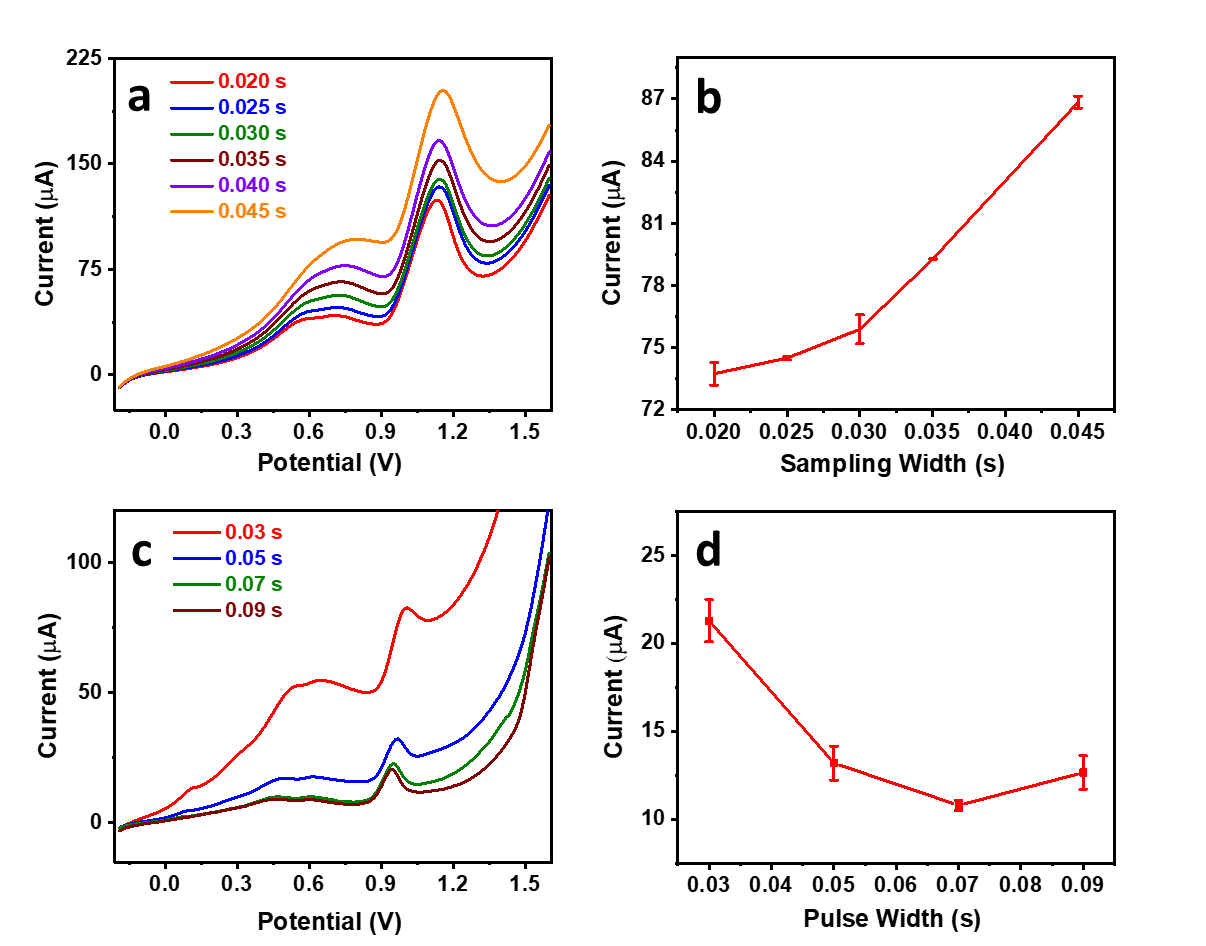 a
225
150
75
0
0.020 s
0.025 s
0.030 s
0.035 s
0.040 s
0.045 s
0.0 0.3 0.6 0.9 1.2 1.5
Potential (V)
Current (μA)
b
87
84
81
78
75
72
0.020 0.025 0.030 0.035 0.040 0.045
Sampling Width (s)
Current (μA)
c
100
50
0
0.03 s
0.05 s
0.07 s
0.09 s
0.0 0.3 0.6 0.9 1.2 1.5
Potential (V)
Current (μA)
d
25
20
15
10
0.03 0.04 0.05 0.06 0.07 0.08 0.09
Pulse Width (s)
Current (μA)